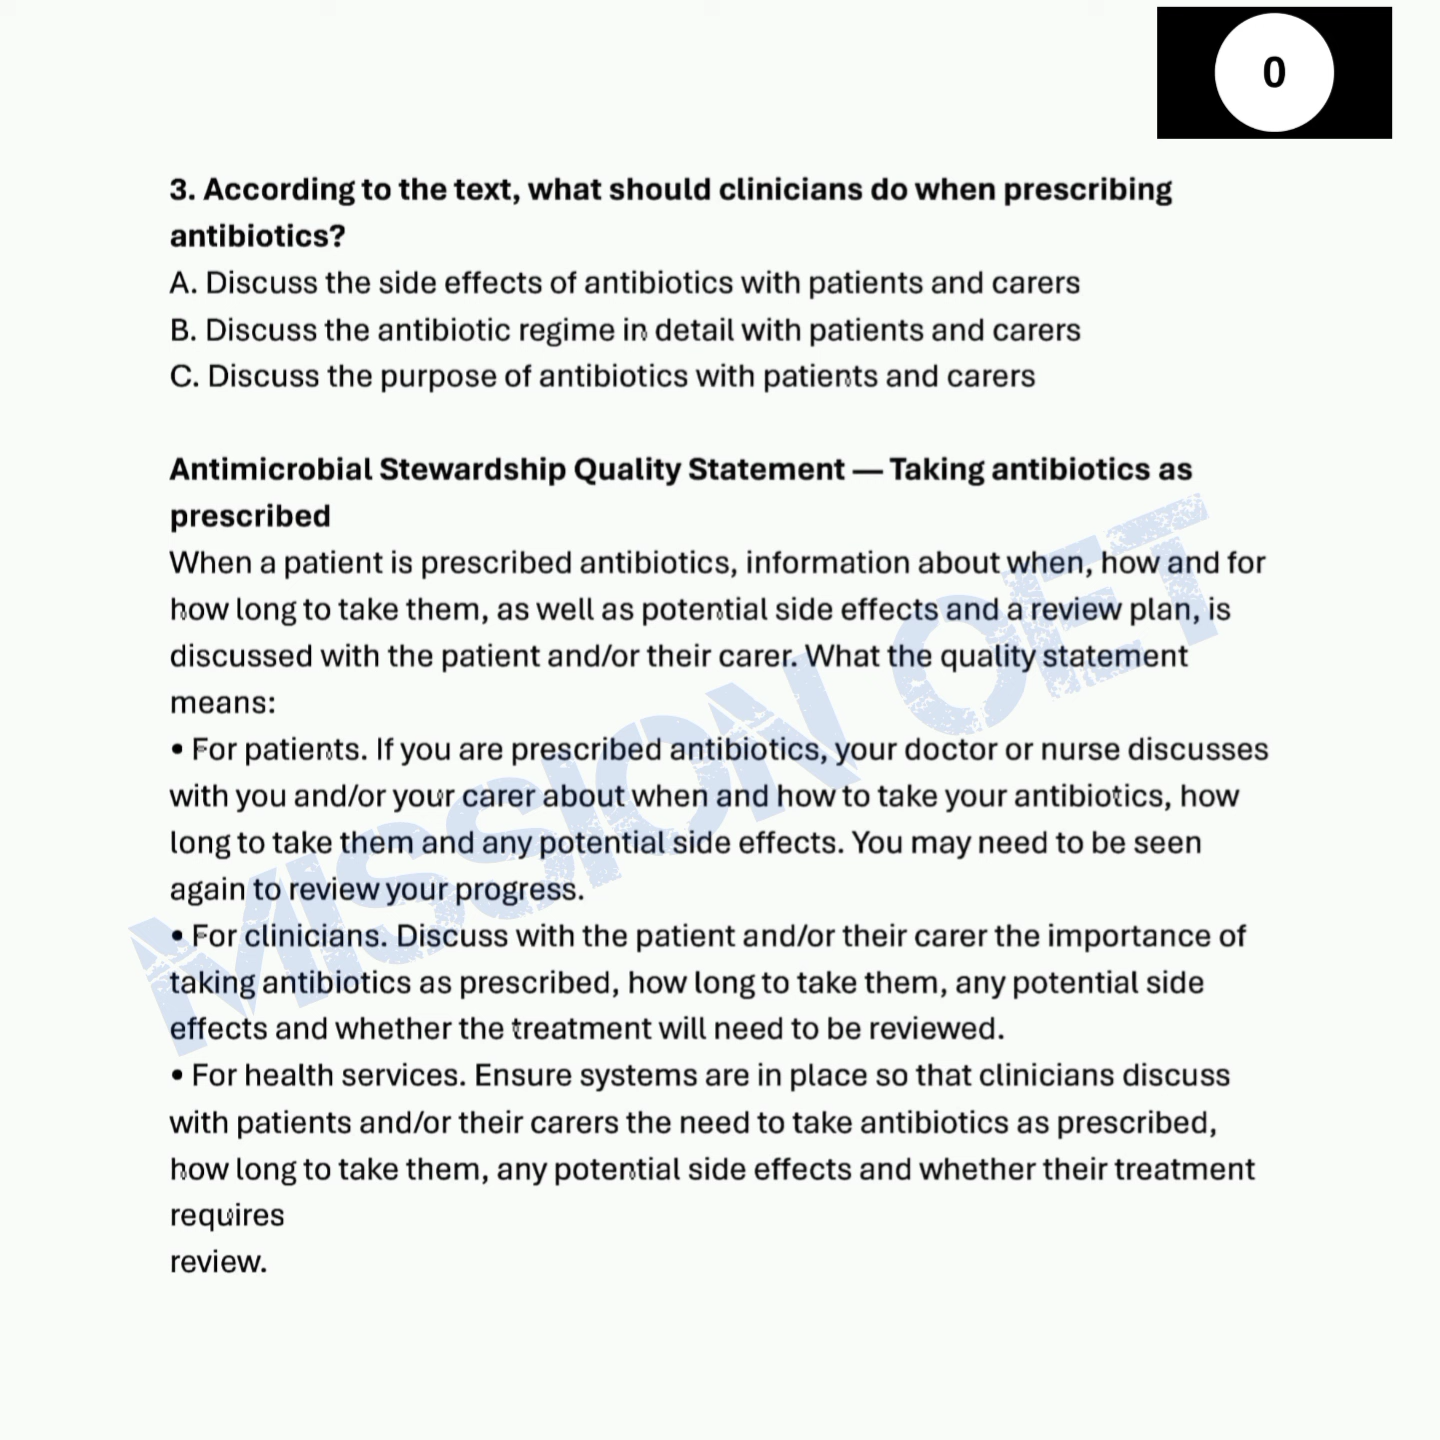 0
3. According to the text, what should clinicians do when prescribing
antibiotics?
A. Discuss the side effects of antibiotics with patients and carers
B. Discuss the antibiotic regime in detail with patients and carers
C. Discuss the purpose of antibiotics with patients and carers
Antimicrobial Stewardship Quality Statement — Taking antibiotics as
prescribed
When a patient is prescribed antibiotics, information about when, how and for
how long to take them, as well as potential side effects and a review plan, is
discussed with the patient and/or their carer. What the quality statement
means:
• For patients. If you are prescribed antibiotics, your doctor or nurse discusses
with you and/or your carer about when and how to take your antibiotics, how
long to take them and any potential side effects. You may need to be seen
again to review your progress.
• For clinicians. Discuss with the patient and/or their carer the importance of
taking antibiotics as prescribed, how long to take them, any potential side
effects and whether the treatment will need to be reviewed.
• For health services. Ensure systems are in place so that clinicians discuss
with patients and/or their carers the need to take antibiotics as prescribed,
how long to take them, any potential side effects and whether their treatment
requires
review.
MISSION OET